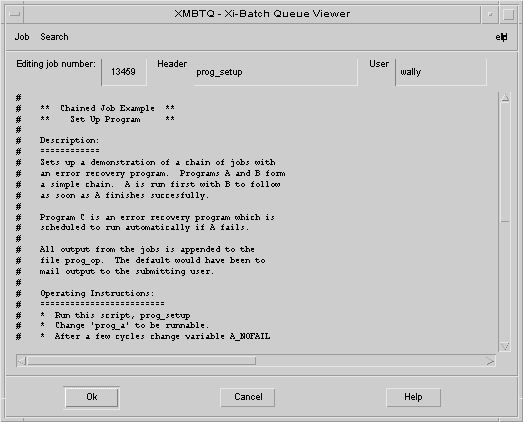 XMBTQ - Xi-Batch Queue Viewer
Job Search elp
Editing job number: 13459 Header prog_setup User wally
#
# ** Chained Job Example **
# ** Set Up Program **
#
# Description:
# ============
# Sets up a demonstration of a chain of jobs with
# an error recovery program. Programs A and B form
# a simple chain. A is run first with B to follow
# as soon as A finishes succesfully.
#
# Program C is an error recovery program which is
# scheduled to run automatically if A fails.
#
# All output from the jobs is appended to the
# file prog_op. The default would have been to
# mail output to the submitting user.
#
# Operating Instructions:
# =========================
# * Run this script, prog_setup
# * Change 'prog_a' to be runnable.
# * After a few cycles change variable A_NOFAIL
Ok Cancel Help